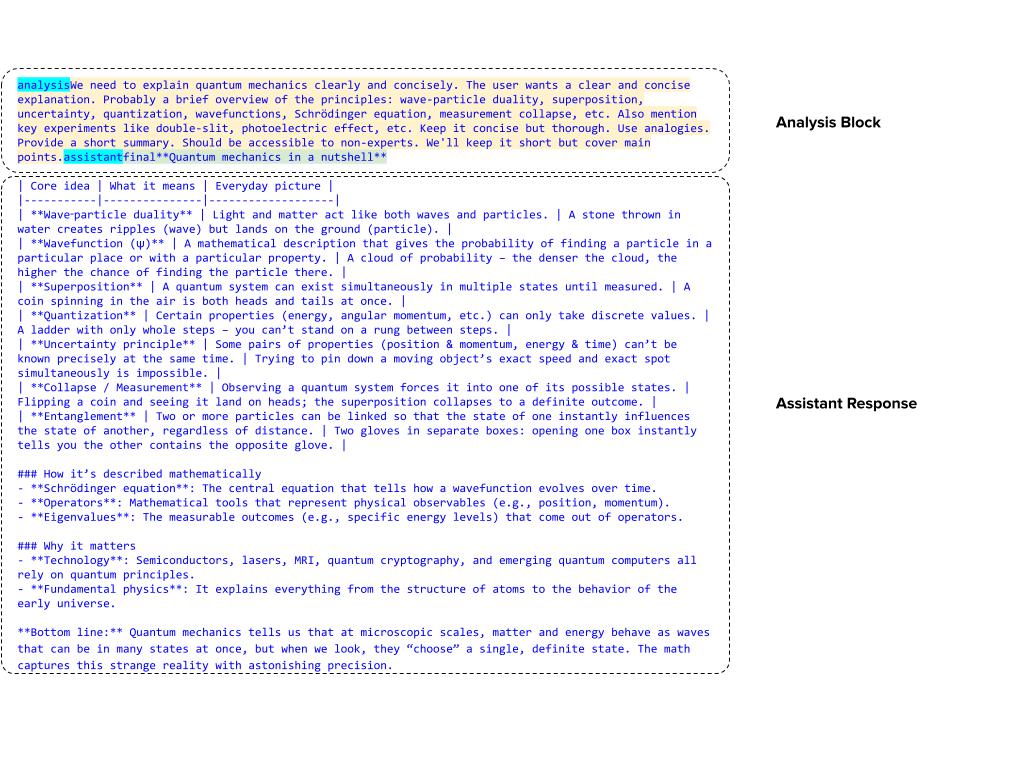 analysisWe need to explain quantum mechanics clearly and concisely. The user wants a clear and concise
explanation. Probably a brief overview of the principles: wave-particle duality, superposition,
uncertainty, quantization, wavefunctions, Schrödinger equation, measurement collapse, etc. Also mention
key experiments like double-slit, photoelectric effect, etc. Keep it concise but thorough. Use analogies.
Provide a short summary. Should be accessible to non-experts. We'll keep it short but cover main
points.assistantfinal**Quantum mechanics in a nutshell**
Analysis Block
| Core idea | What it means | Everyday picture |
|-----------|---------------|-------------------|
| **Wave‑particle duality** | Light and matter act like both waves and particles. | A stone thrown in
water creates ripples (wave) but lands on the ground (particle). |
| **Wavefunction (ψ)** | A mathematical description that gives the probability of finding a particle in a
particular place or with a particular property. | A cloud of probability – the denser the cloud, the
higher the chance of finding the particle there. |
| **Superposition** | A quantum system can exist simultaneously in multiple states until measured. | A
coin spinning in the air is both heads and tails at once. |
| **Quantization** | Certain properties (energy, angular momentum, etc.) can only take discrete values. |
A ladder with only whole steps – you can’t stand on a rung between steps. |
| **Uncertainty principle** | Some pairs of properties (position & momentum, energy & time) can’t be
known precisely at the same time. | Trying to pin down a moving object’s exact speed and exact spot
simultaneously is impossible. |
| **Collapse / Measurement** | Observing a quantum system forces it into one of its possible states. |
Flipping a coin and seeing it land on heads; the superposition collapses to a definite outcome. |
| **Entanglement** | Two or more particles can be linked so that the state of one instantly influences
the state of another, regardless of distance. | Two gloves in separate boxes: opening one box instantly
tells you the other contains the opposite glove. |
### How it’s described mathematically
- **Schrödinger equation**: The central equation that tells how a wavefunction evolves over time.
- **Operators**: Mathematical tools that represent physical observables (e.g., position, momentum).
- **Eigenvalues**: The measurable outcomes (e.g., specific energy levels) that come out of operators.
### Why it matters
- **Technology**: Semiconductors, lasers, MRI, quantum cryptography, and emerging quantum computers all
rely on quantum principles.
- **Fundamental physics**: It explains everything from the structure of atoms to the behavior of the
early universe.
**Bottom line:** Quantum mechanics tells us that at microscopic scales, matter and energy behave as waves
that can be in many states at once, but when we look, they “choose” a single, definite state. The math
captures this strange reality with astonishing precision.
Assistant Response